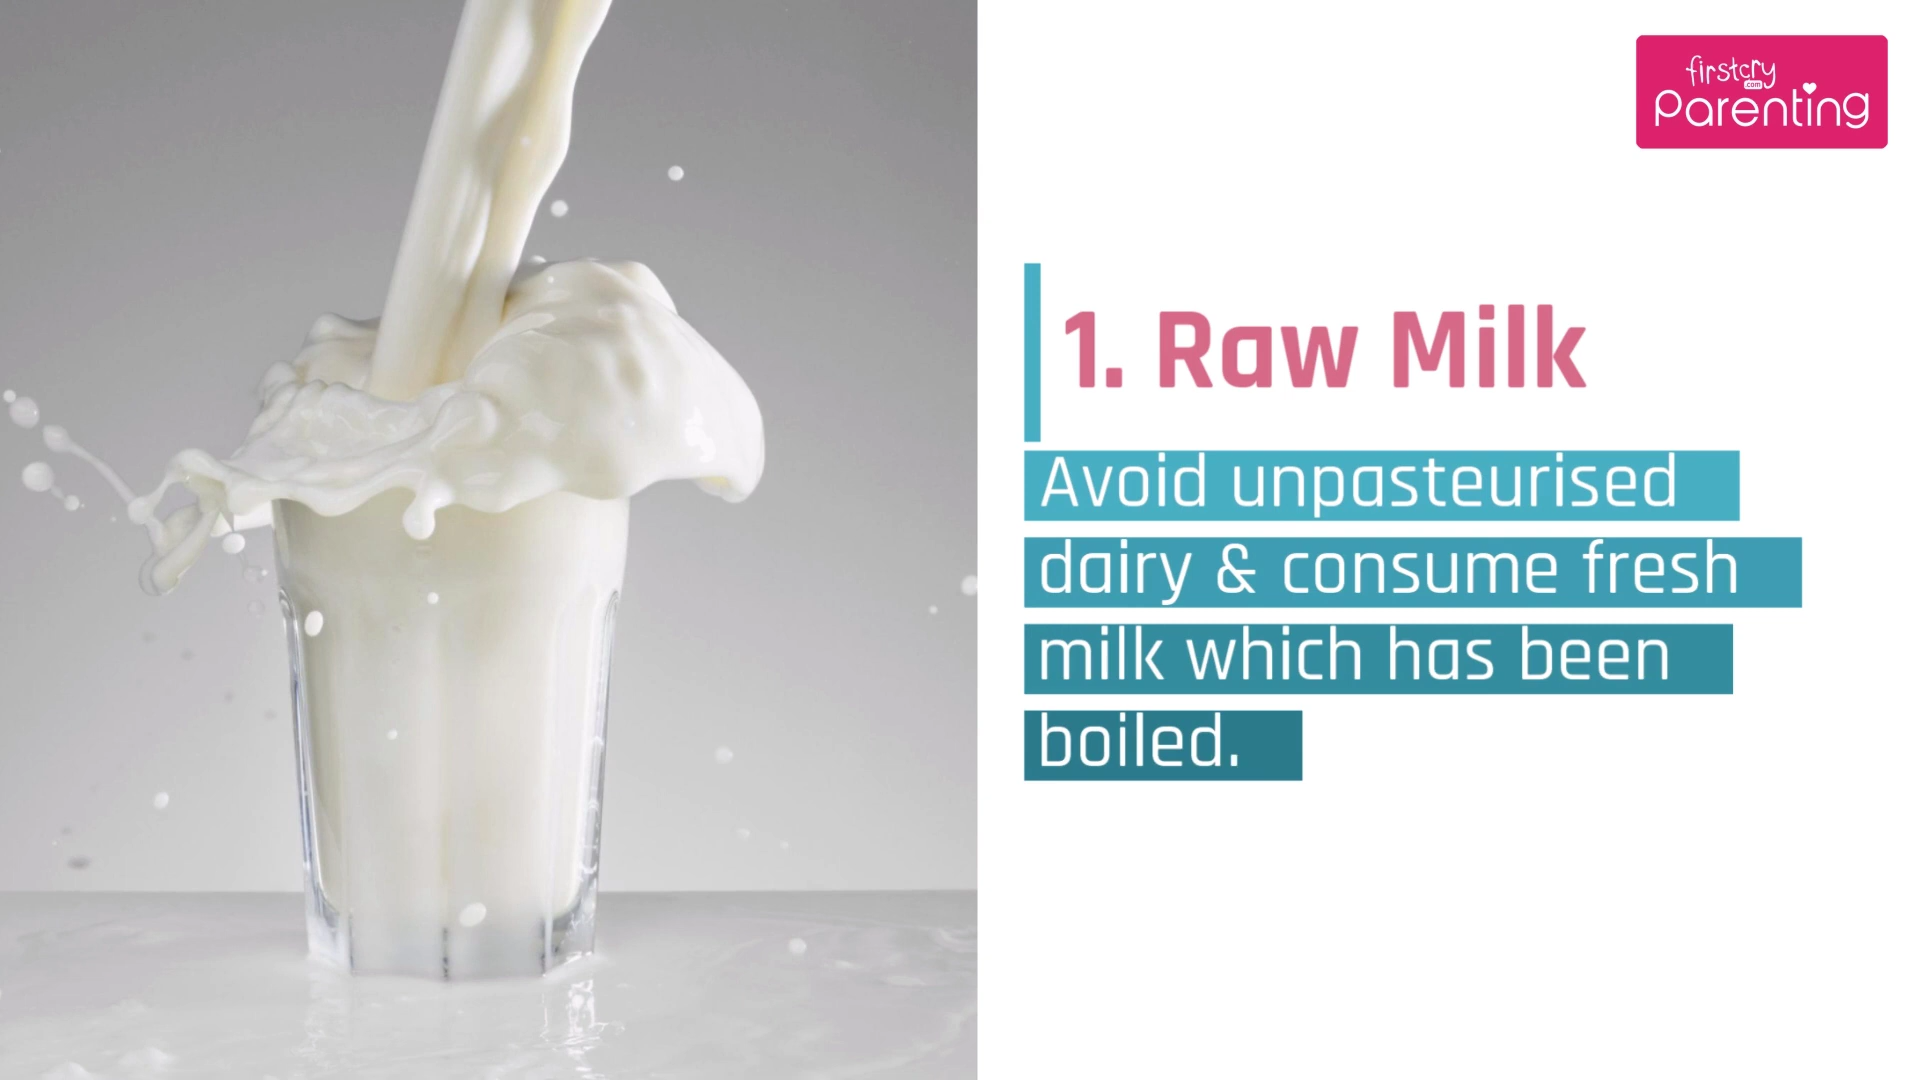 firstcry
.com
Parenting
1. Raw Milk
Avoid unpasteurised
dairy & consume fresh
milk which has been
boiled.